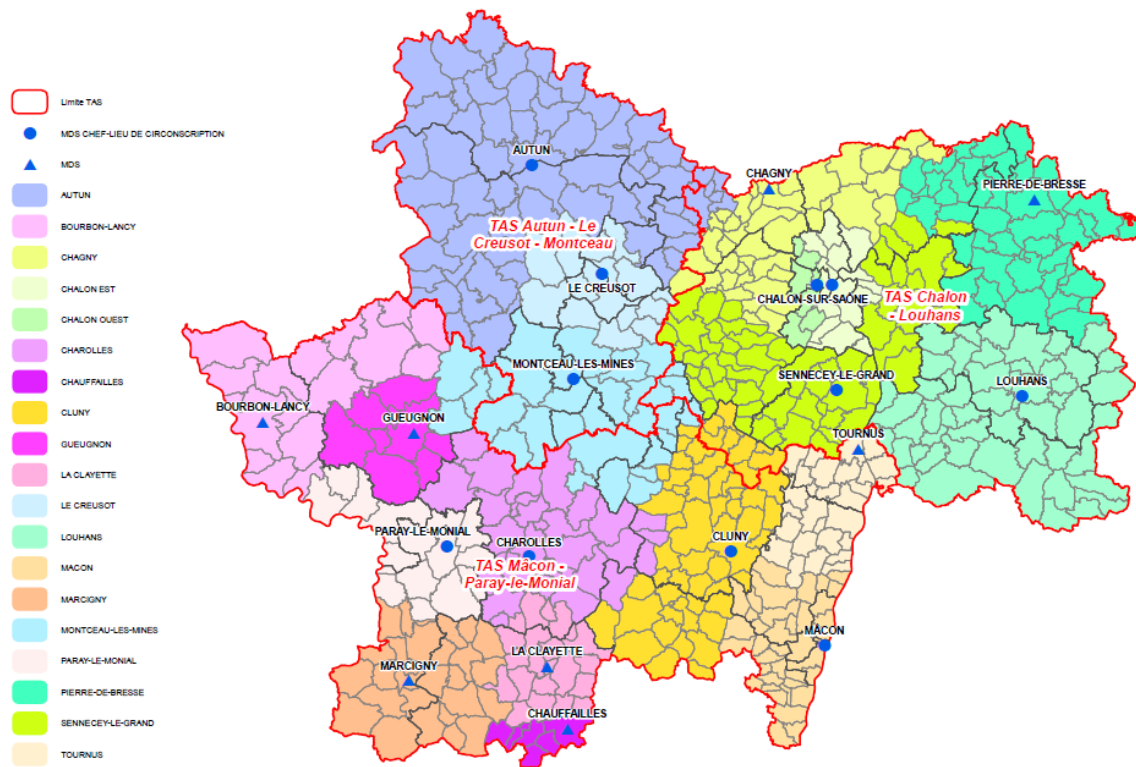 Limite TAS
MDS CHEF-LIEU DE CIRCONSCRIPTION
MDS
AUTUN
BOURBON-LANCY
CHAGNY
CHALON EST
CHALON OUEST
CHAROLLES
CHAUFFAILLES
CLUNY
GUEUGNON
LA CLAYETTE
LE CREUSOT
LOUHANS
MACON
MARCIGNY
MONTCEAU-LES-MINES
PARAY-LE-MONIAL
PIERRE-DE-BRESSE
SENNECEY-LE-GRAND
TOURNUS
AUTUN
CHAGNY
PIERRE-DE-BRESSE
TAS Autun - Le
Creusot - Montceau
LE CREUSOT
CHALON-SUR-SAÔNE
TAS Chalon
- Louhans
MONTCEAU-LES-MINES
SENNECEY-LE-GRAND
LOUHANS
BOURBON-LANCY
GUEUGNON
TOURNUS
PARAY-LE-MONIAL
CHAROLLES
CLUNY
TAS Mâcon -
Paray-le-Monial
MÂCON
LA CLAYETTE
MARCIGNY
CHAUFFAILLES